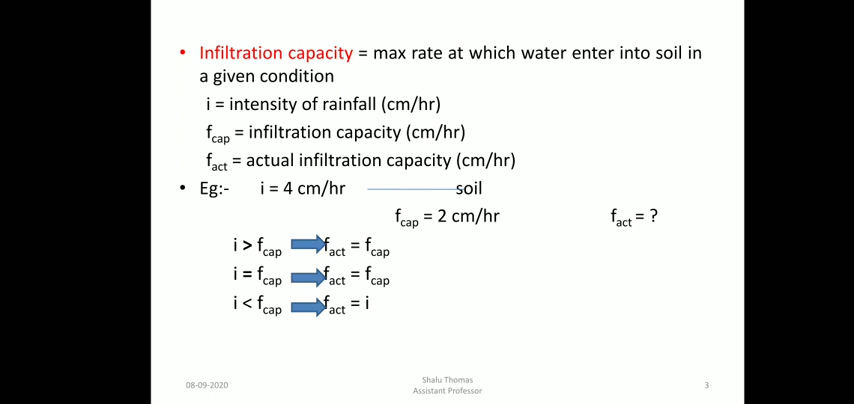 • Infiltration capacity = max rate at which water enter into soil in
a given condition
i = intensity of rainfall (cm/hr)
fcap = infiltration capacity (cm/hr)
fact = actual infiltration capacity (cm/hr)
• Eg:- i = 4 cm/hr soil
fcap = 2 cm/hr fact = ?
i > fcap fact = fcap
i = fcap fact = fcap
i < fcap fact = i
08-09-2020
Shalu Thomas
Assistant Professor
3